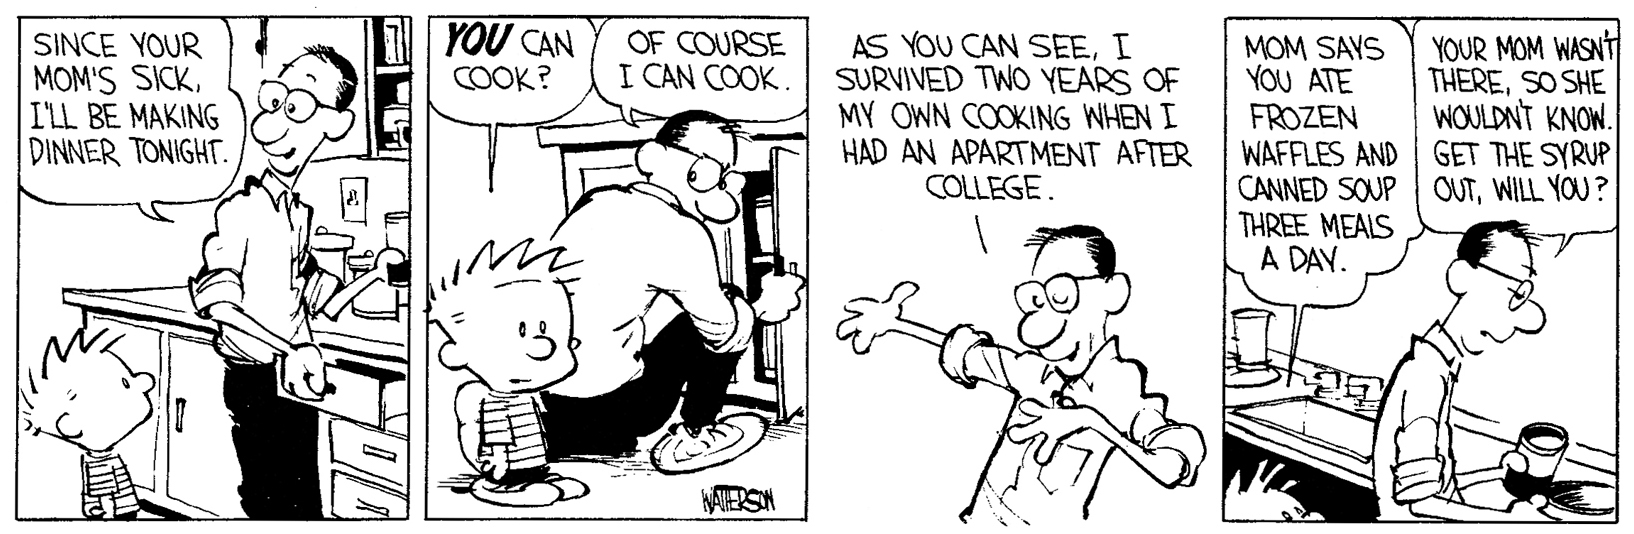 SINCE YOUR
MOM'S SICK,
I'LL BE MAKING
DINNER TONIGHT.
YOU CAN
COOK?
OF COURSE
I CAN COOK.
WATTERSON
AS YOU CAN SEE, I
SURVIVED TWO YEARS OF
MY OWN COOKING WHEN I
HAD AN APARTMENT AFTER
COLLEGE.
MOM SAYS
YOU ATE
FROZEN
WAFFLES AND
CANNED SOUP
THREE MEALS
A DAY.
YOUR MOM WASN'T
THERE, SO SHE
WOULDN'T KNOW.
GET THE SYRUP
OUT, WILL YOU?